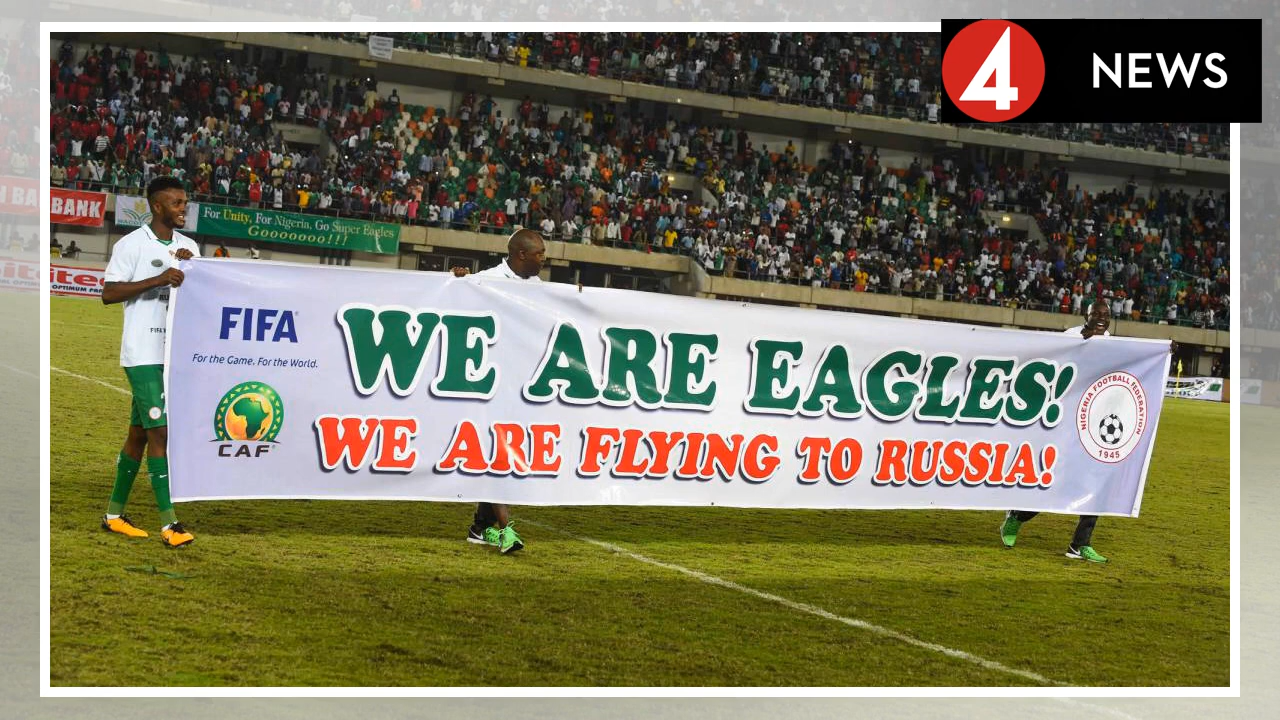 4 NEWS
BANK
For Unity, For Nigeria, Go Super Eagles
Gooooooo!!!
OPTIMUM
FIFA
For the Game. For the World.
CAF
WE ARE EAGLES!
WE ARE FLYING TO RUSSIA!
NIGERIA FOOTBALL FEDERATION
1945